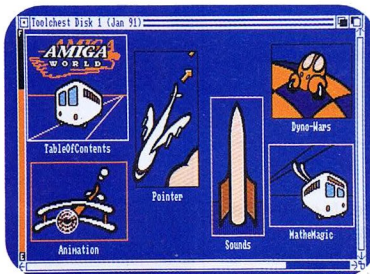 Toolchest Disk 1 (Jan 91)
F
AMIGA
WORLD
TableOfContents
Pointer
Dyno-Wars
Animation
Sounds
MatheMagic
E